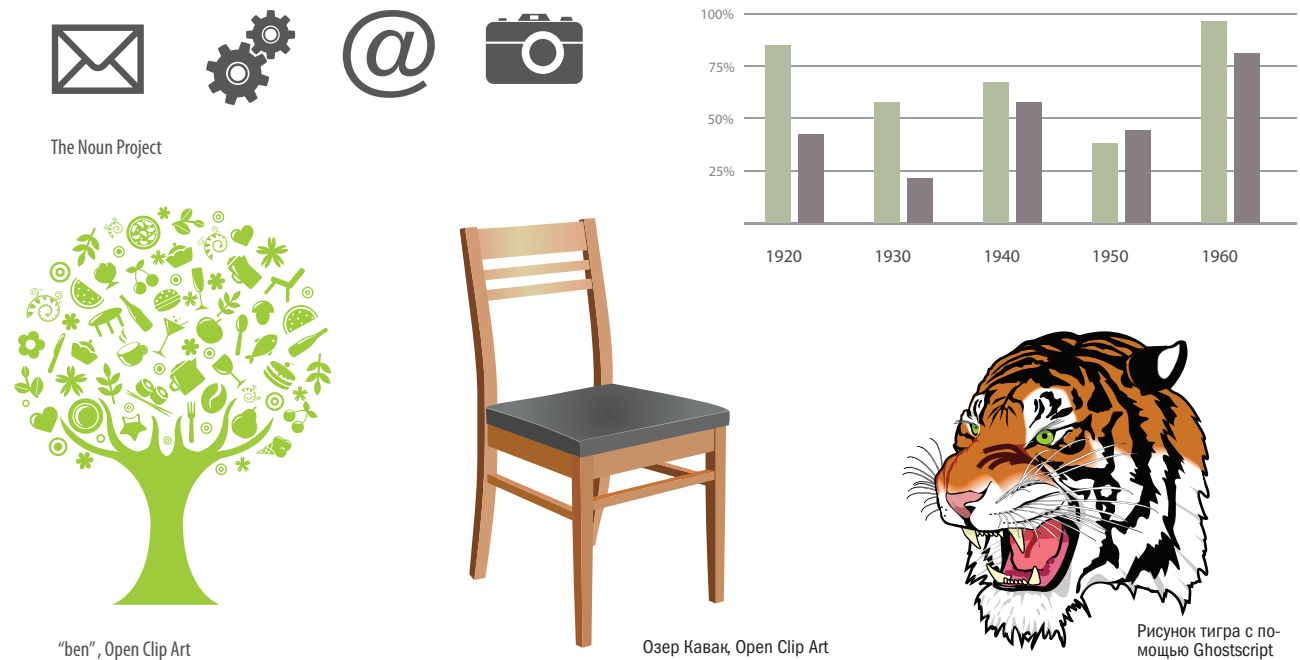 @
The Noun Project
100%
75%
50%
25%
1920 1930 1940 1950 1960
“ben”, Open Clip Art
Озер Кавак, Open Clip Art
Рисунок тигра с по-
мощью Ghostscript